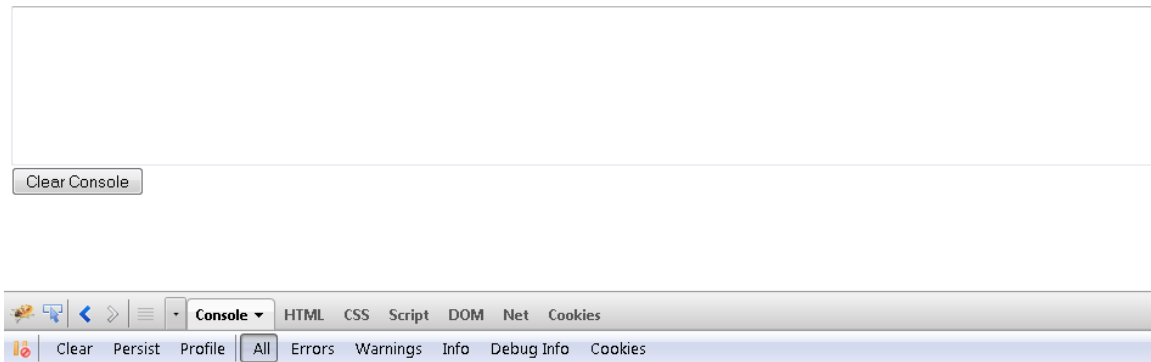 Clear Console
Console HTML CSS Script DOM Net Cookies
Clear Persist Profile All Errors Warnings Info Debug Info Cookies